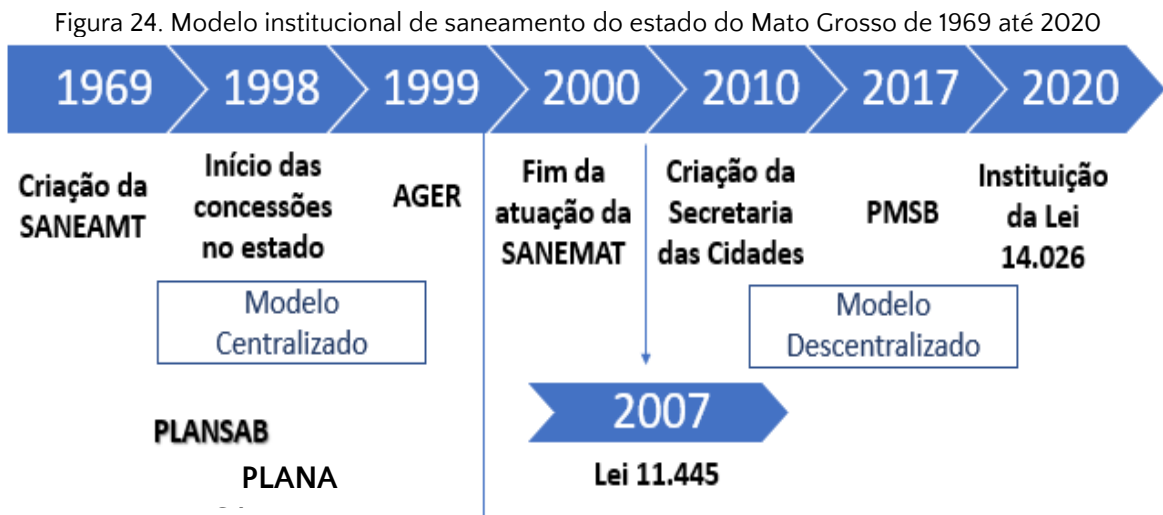 Figura 24. Modelo institucional de saneamento do estado do Mato Grosso de 1969 até 2020
1969
1998
1999
2000
2010
2017
2020
Criação da
SANEAMT
Início das
concessões
no estado
AGER
Fim da
atuação da
SANEMAT
Criação da
Secretaria
das Cidades
PMSB
Instituição
da Lei
14.026
Modelo
Centralizado
Modelo
Descentralizado
2007
Lei 11.445
PLANSAB
PLANA